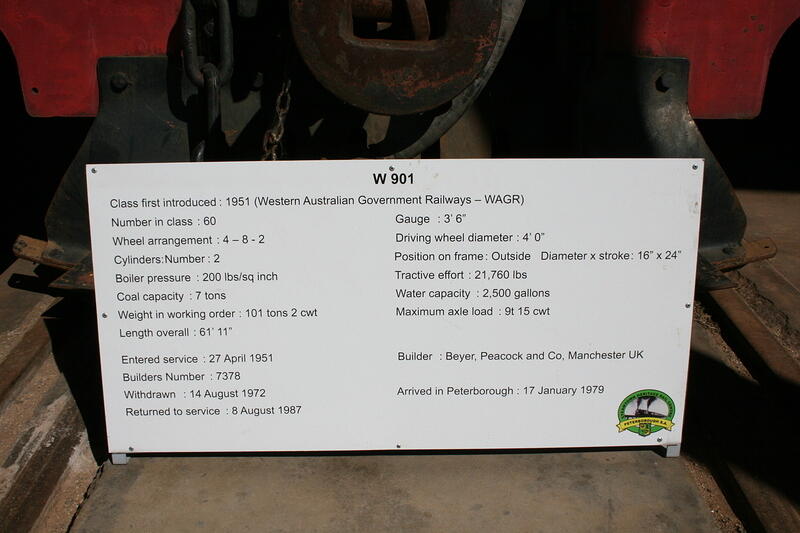 W 901
Class first introduced : 1951 (Western Australian Government Railways – WAGR)
Number in class : 60
Gauge : 3' 6"
Wheel arrangement : 4 – 8 - 2
Driving wheel diameter : 4' 0"
Cylinders:Number : 2
Position on frame : Outside Diameter x stroke: 16" x 24"
Boiler pressure : 200 lbs/sq inch
Tractive effort : 21,760 lbs
Coal capacity : 7 tons
Water capacity : 2,500 gallons
Weight in working order : 101 tons 2 cwt
Maximum axle load : 9t 15 cwt
Length overall : 61' 11"
Entered service : 27 April 1951
Builder : Beyer, Peacock and Co, Manchester UK
Builders Number : 7378
Withdrawn : 14 August 1972
Arrived in Peterborough : 17 January 1979
Returned to service : 8 August 1987
PETERBOROUGH S.A.